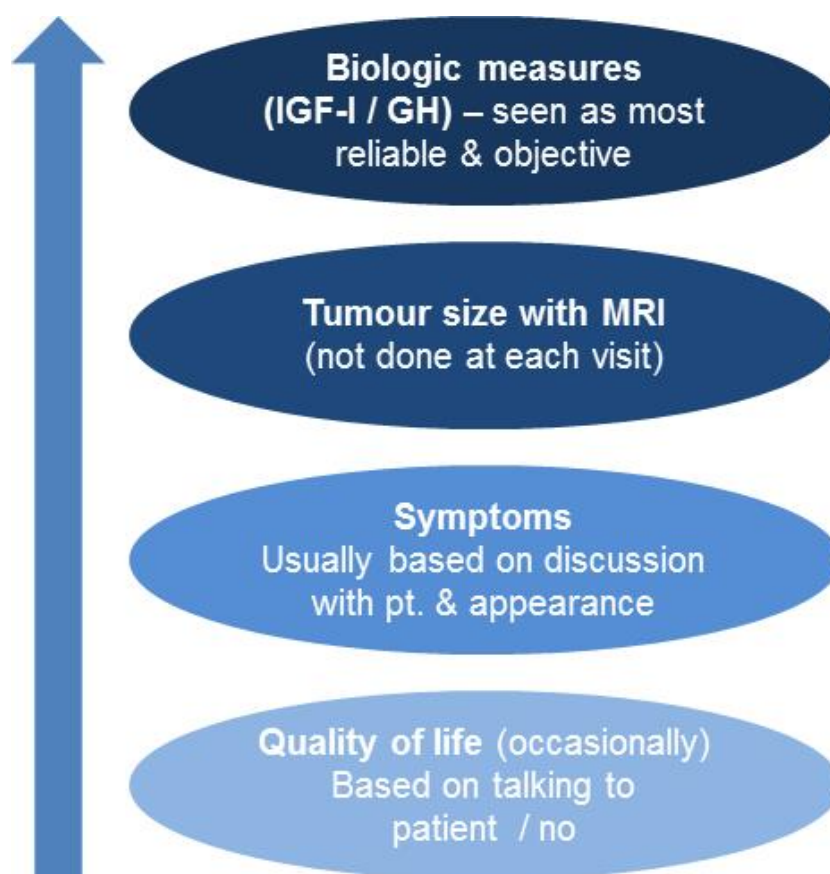 Biologic measures
(IGF-I / GH) – seen as most
reliable & objective
Tumour size with MRI
(not done at each visit)
Symptoms
Usually based on discussion
with pt. & appearance
Quality of life (occasionally)
Based on talking to
patient / no